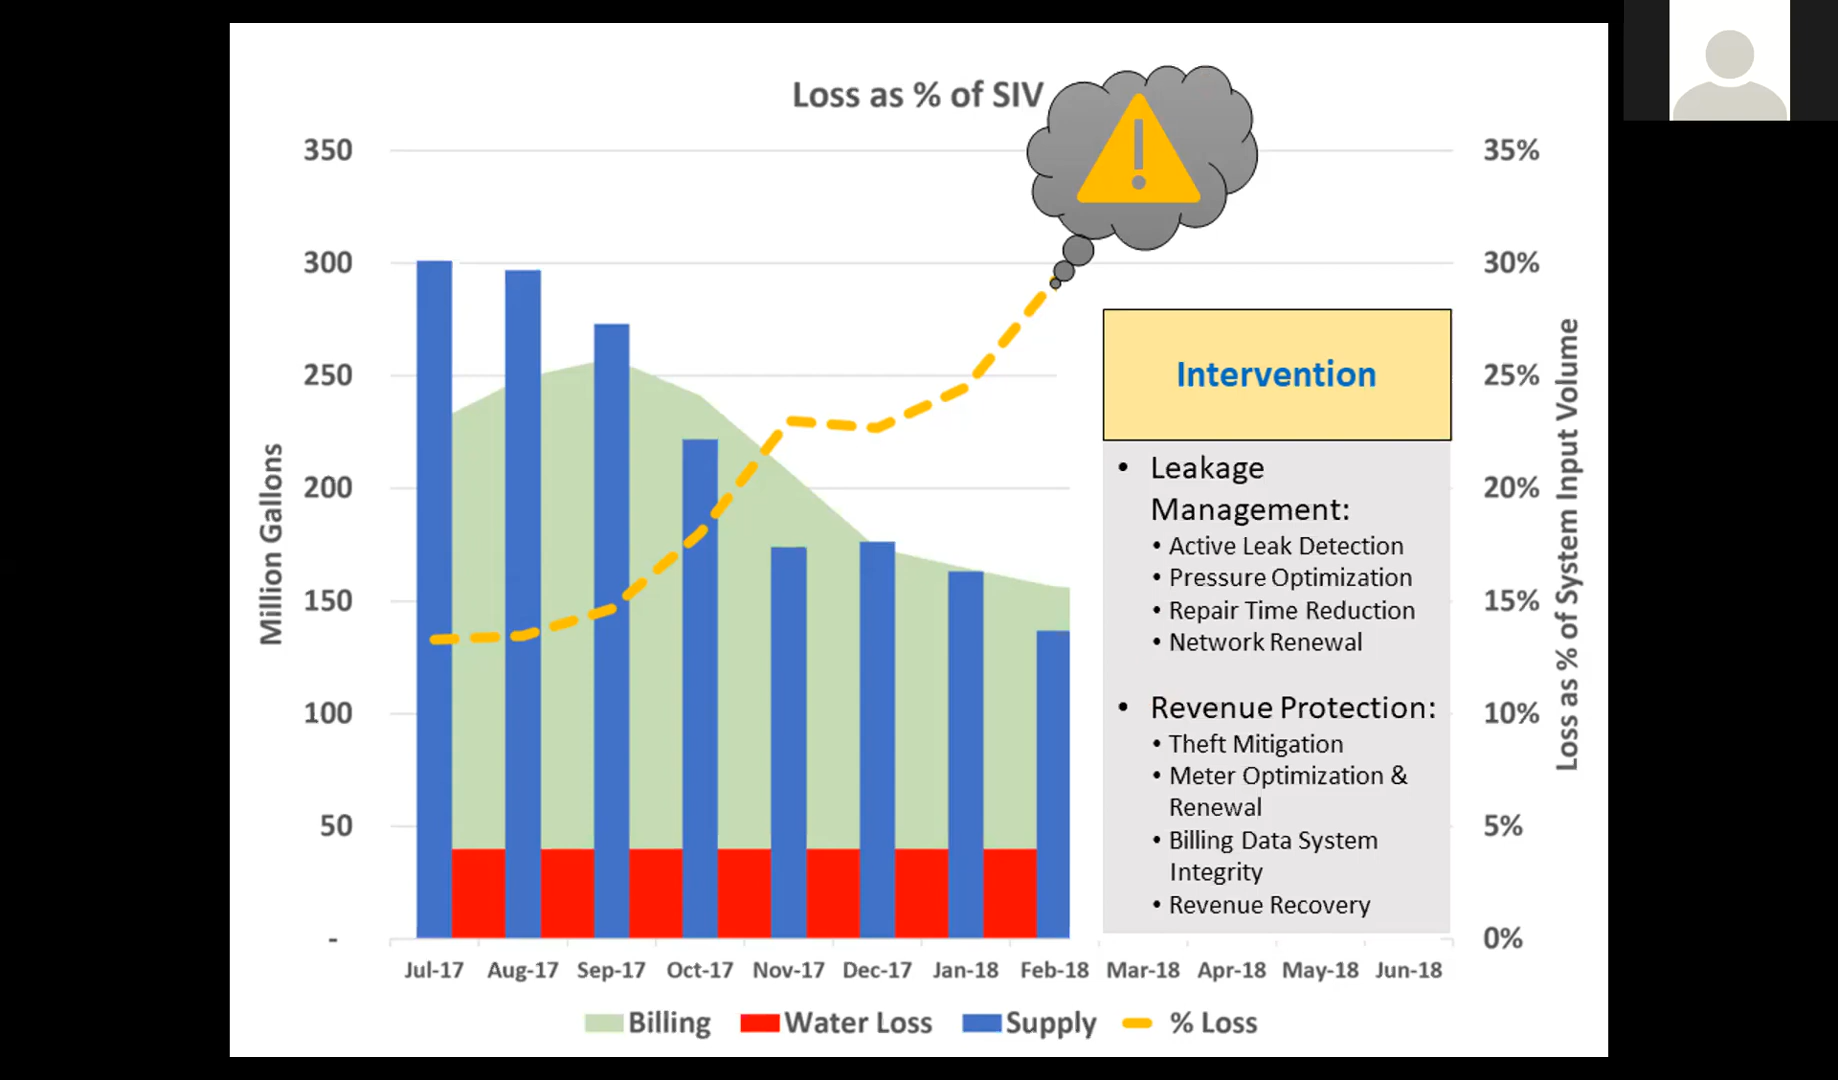 Loss as % of SIV
350
300
250
200
150
100
50
-
Million Gallons
35%
30%
25%
20%
15%
10%
5%
0%
Loss as % of System Input Volume
Intervention
• Leakage
Management:
• Active Leak Detection
• Pressure Optimization
• Repair Time Reduction
• Network Renewal
• Revenue Protection:
• Theft Mitigation
• Meter Optimization &
Renewal
• Billing Data System
Integrity
• Revenue Recovery
Jul-17 Aug-17 Sep-17 Oct-17 Nov-17 Dec-17 Jan-18 Feb-18 Mar-18 Apr-18 May-18 Jun-18
Billing Water Loss Supply % Loss